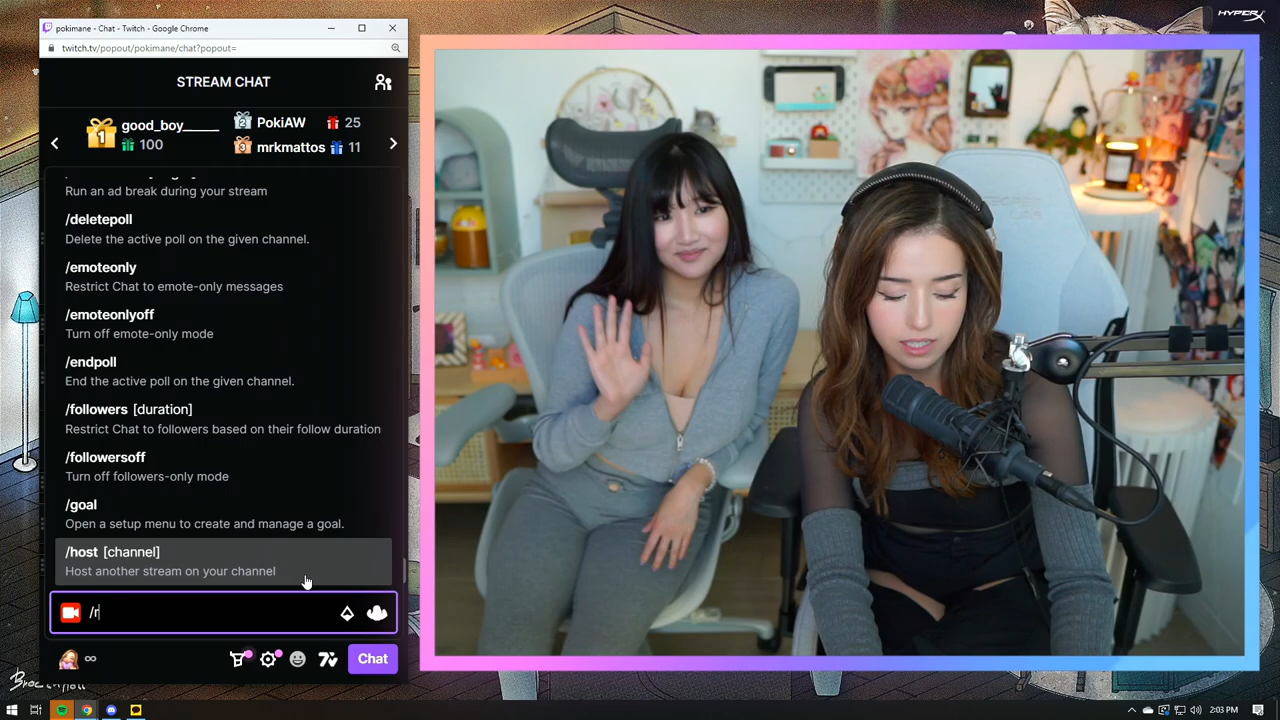 pokimane - Chat - Twitch - Google Chrome
twitch.tv/popout/pokimane/chat?popout=
HYPERX
STREAM CHAT
1 good_boy_____ 100
2 PokiAW 25
3 mrkmattos 11
Run an ad break during your stream
/deletepoll
Delete the active poll on the given channel.
/emoteonly
Restrict Chat to emote-only messages
/emoteonlyoff
Turn off emote-only mode
/endpoll
End the active poll on the given channel.
/followers [duration]
Restrict Chat to followers based on their follow duration
/followersoff
Turn off followers-only mode
/goal
Open a setup menu to create and manage a goal.
/host [channel]
Host another stream on your channel
/r
Chat
2:03 PM